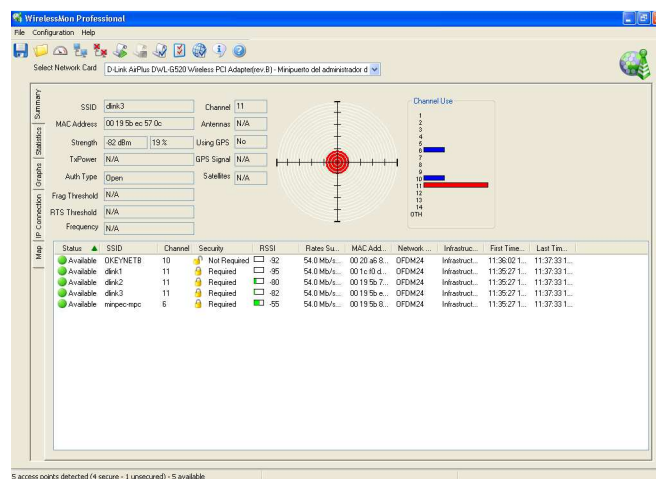 WirelessMon Professional
File Configuration Help
Select Network Card D-Link AirPlus DWL-G520 Wireless PCI Adapter(rev.B) - Minipuerto del administrador d
Summary
Statistics
Graphs
IP Connection
Map
SSID dlink3 Channel 11
MAC Address 00 19 5b ec 57 0c Antennas N/A
Strength -82 dBm 19 % Using GPS No
TxPower N/A GPS Signal N/A
Auth Type Open Satellites N/A
Frag Threshold N/A
RTS Threshold N/A
Frequency N/A
Channel Use
1
2
3
4
5
6
7
8
9
10
11
12
13
14
OTH
Status SSID Channel Security RSSI Rates Su... MAC Add... Network ... Infrastruc... First Time... Last Tim...
Available OKEYNETB 10 Not Required -92 54.0 Mb/s... 00 20 a6 8... OFDM24 Infrastruct... 11:36:02 1... 11:37:33 1...
Available dlink1 11 Required -95 54.0 Mb/s... 00 1c f0 d... OFDM24 Infrastruct... 11:35:27 1... 11:37:33 1...
Available dlink2 11 Required -80 54.0 Mb/s... 00 19 5b 7... OFDM24 Infrastruct... 11:35:27 1... 11:37:33 1...
Available dlink3 11 Required -82 54.0 Mb/s... 00 19 5b e... OFDM24 Infrastruct... 11:35:27 1... 11:37:33 1...
Available minpec-mpc 6 Required -55 54.0 Mb/s... 00 19 5b 8... OFDM24 Infrastruct... 11:35:27 1... 11:37:33 1...
5 access points detected (4 secure - 1 unsecured) - 5 available